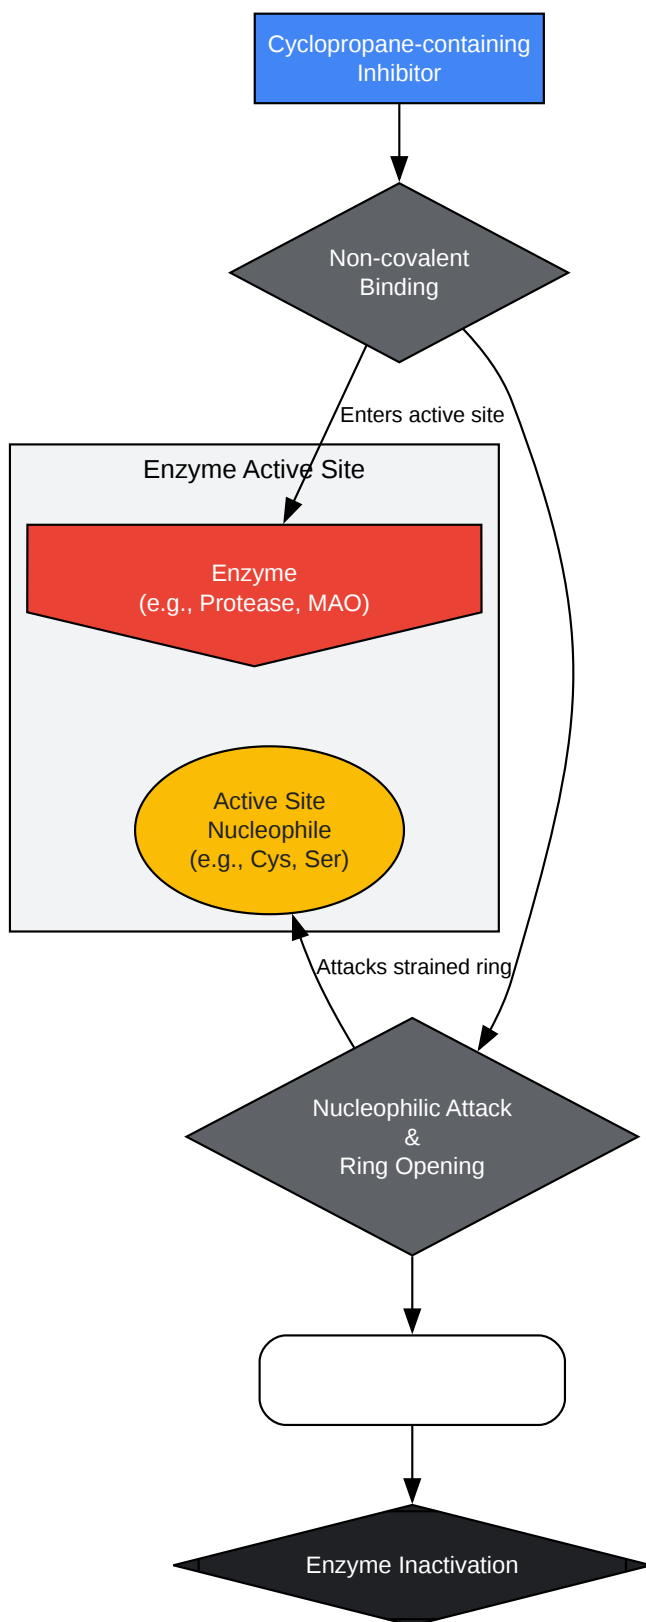 Cyclopropane-containing
Inhibitor
Non-covalent
Binding
Enters active site
Enzyme Active Site
Enzyme
(e.g., Protease, MAO)
Active Site
Nucleophile
(e.g., Cys, Ser)
Attacks strained ring
Nucleophilic Attack
&
Ring Opening
Enzyme Inactivation